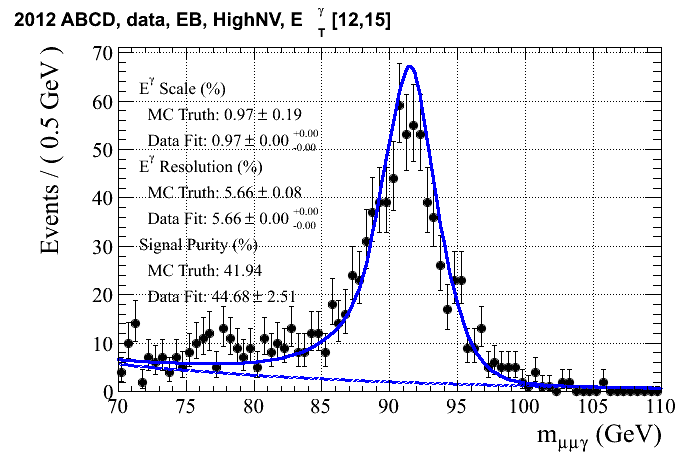 2012 ABCD, data, EB, HighNV, E γ T [12,15]
Events / ( 0.5 GeV )
70
60
50
40
30
20
10
0
E^γ Scale (%)
MC Truth: 0.97 ± 0.19
Data Fit: 0.97 ± 0.00 +0.00 -0.00
E^γ Resolution (%)
MC Truth: 5.66 ± 0.08
Data Fit: 5.66 ± 0.00 +0.00 -0.00
Signal Purity (%)
MC Truth: 41.94
Data Fit: 44.68 ± 2.51
70 75 80 85 90 95 100 105 110
m_μμγ (GeV)